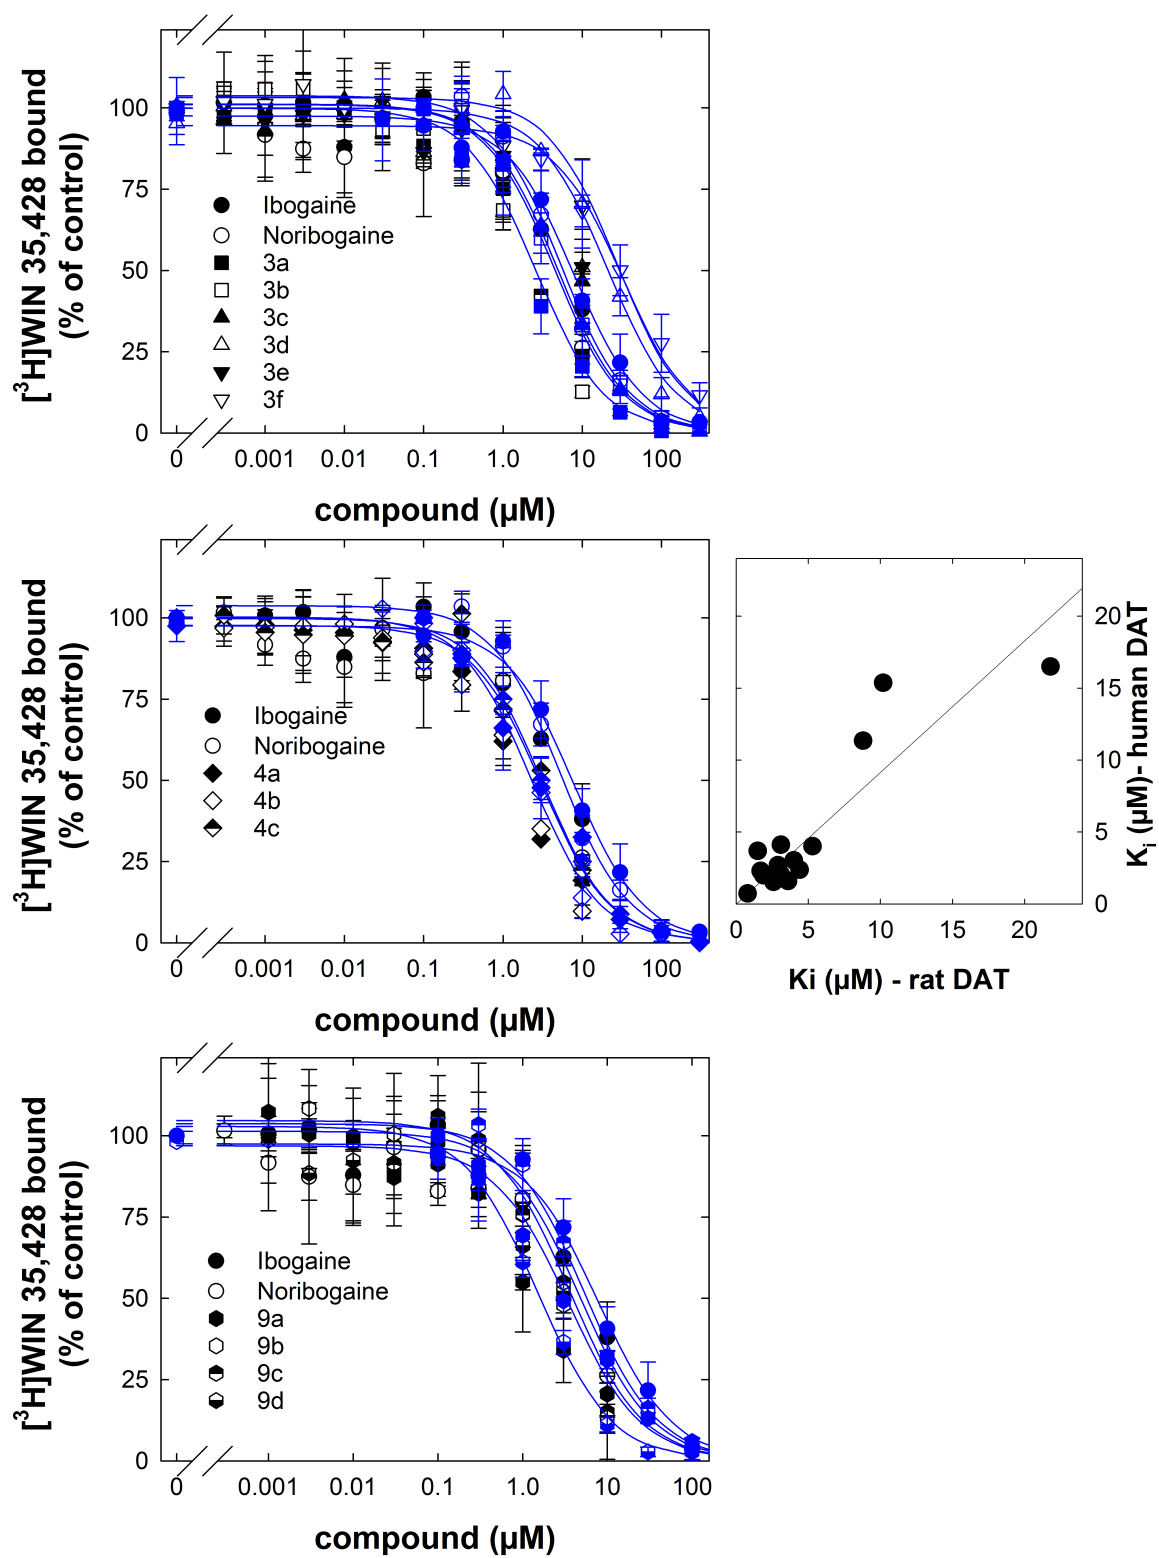 [³H]WIN 35,428 bound
(% of control)
100
75
50
25
0
Ibogaine
Noribogaine
3a
3b
3c
3d
3e
3f
0 0.001 0.01 0.1 1.0 10 100
compound (µM)
[³H]WIN 35,428 bound
(% of control)
100
75
50
25
0
Ibogaine
Noribogaine
4a
4b
4c
0 0.001 0.01 0.1 1.0 10 100
compound (µM)
20
15
10
5
0
Kᵢ (µM)- human DAT
0 5 10 15 20
Ki (µM) - rat DAT
[³H]WIN 35,428 bound
(% of control)
100
75
50
25
0
Ibogaine
Noribogaine
9a
9b
9c
9d
0 0.001 0.01 0.1 1.0 10 100
compound (µM)